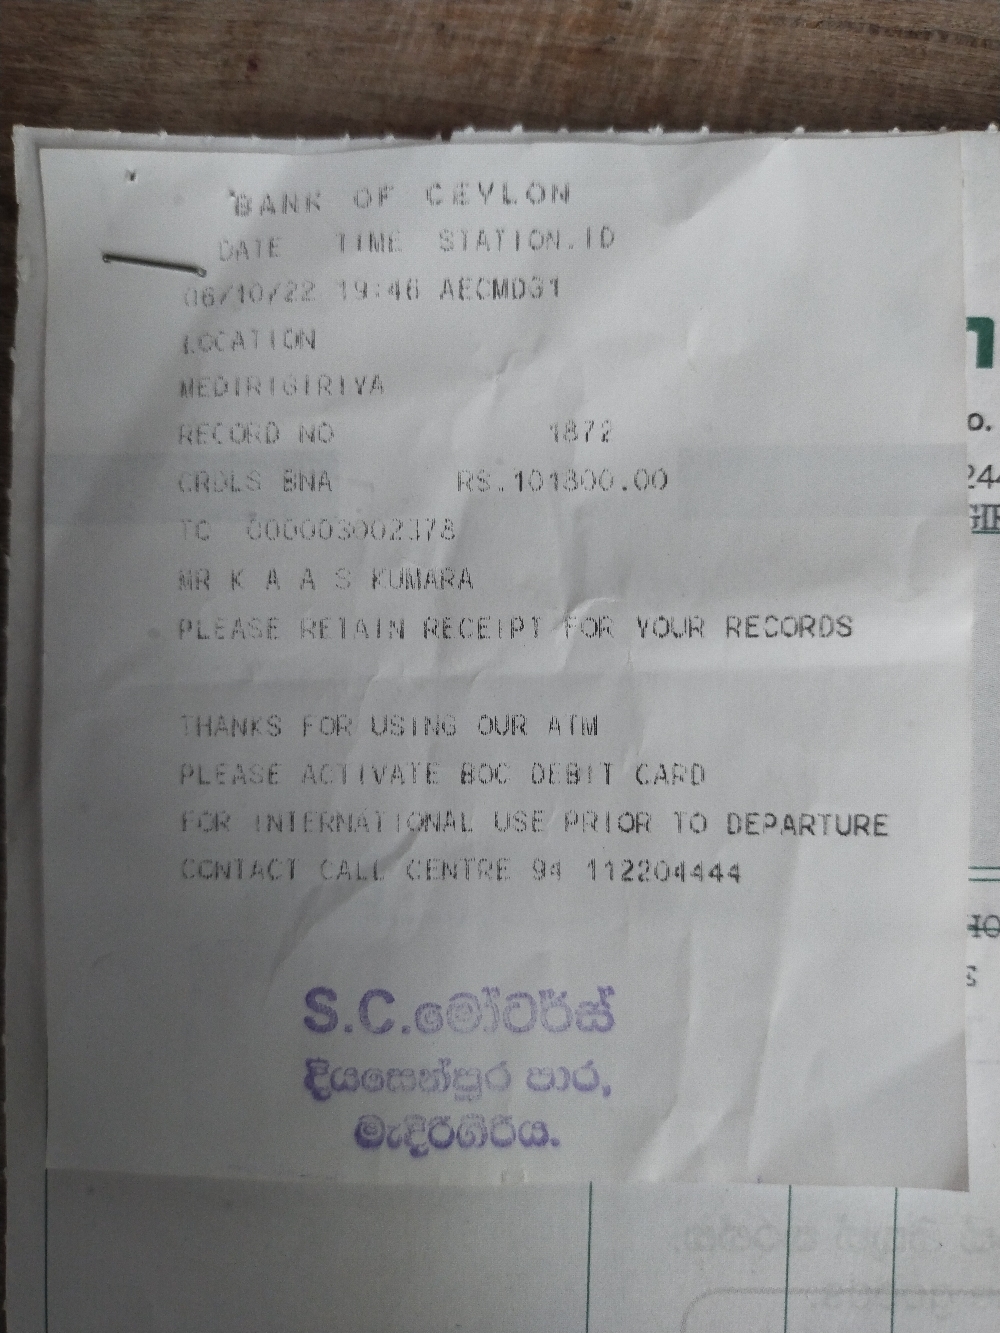 BANK OF CEYLON
DATE TIME STATION.ID
06/10/22 19:46 AECMDG1
LOCATION
MEDIRIGIRIYA
RECORD NO 1872
CRDLS BNA RS.101800.00
TC 000003002378
MR K A A S KUMARA
PLEASE RETAIN RECEIPT FOR YOUR RECORDS
THANKS FOR USING OUR ATM
PLEASE ACTIVATE BOC DEBIT CARD
FOR INTERNATIONAL USE PRIOR TO DEPARTURE
CONTACT CALL CENTRE 94 112204444
S.C.මෝටර්ස්
දියසෙන්පුර පාර,
මැදිරිගිරිය.